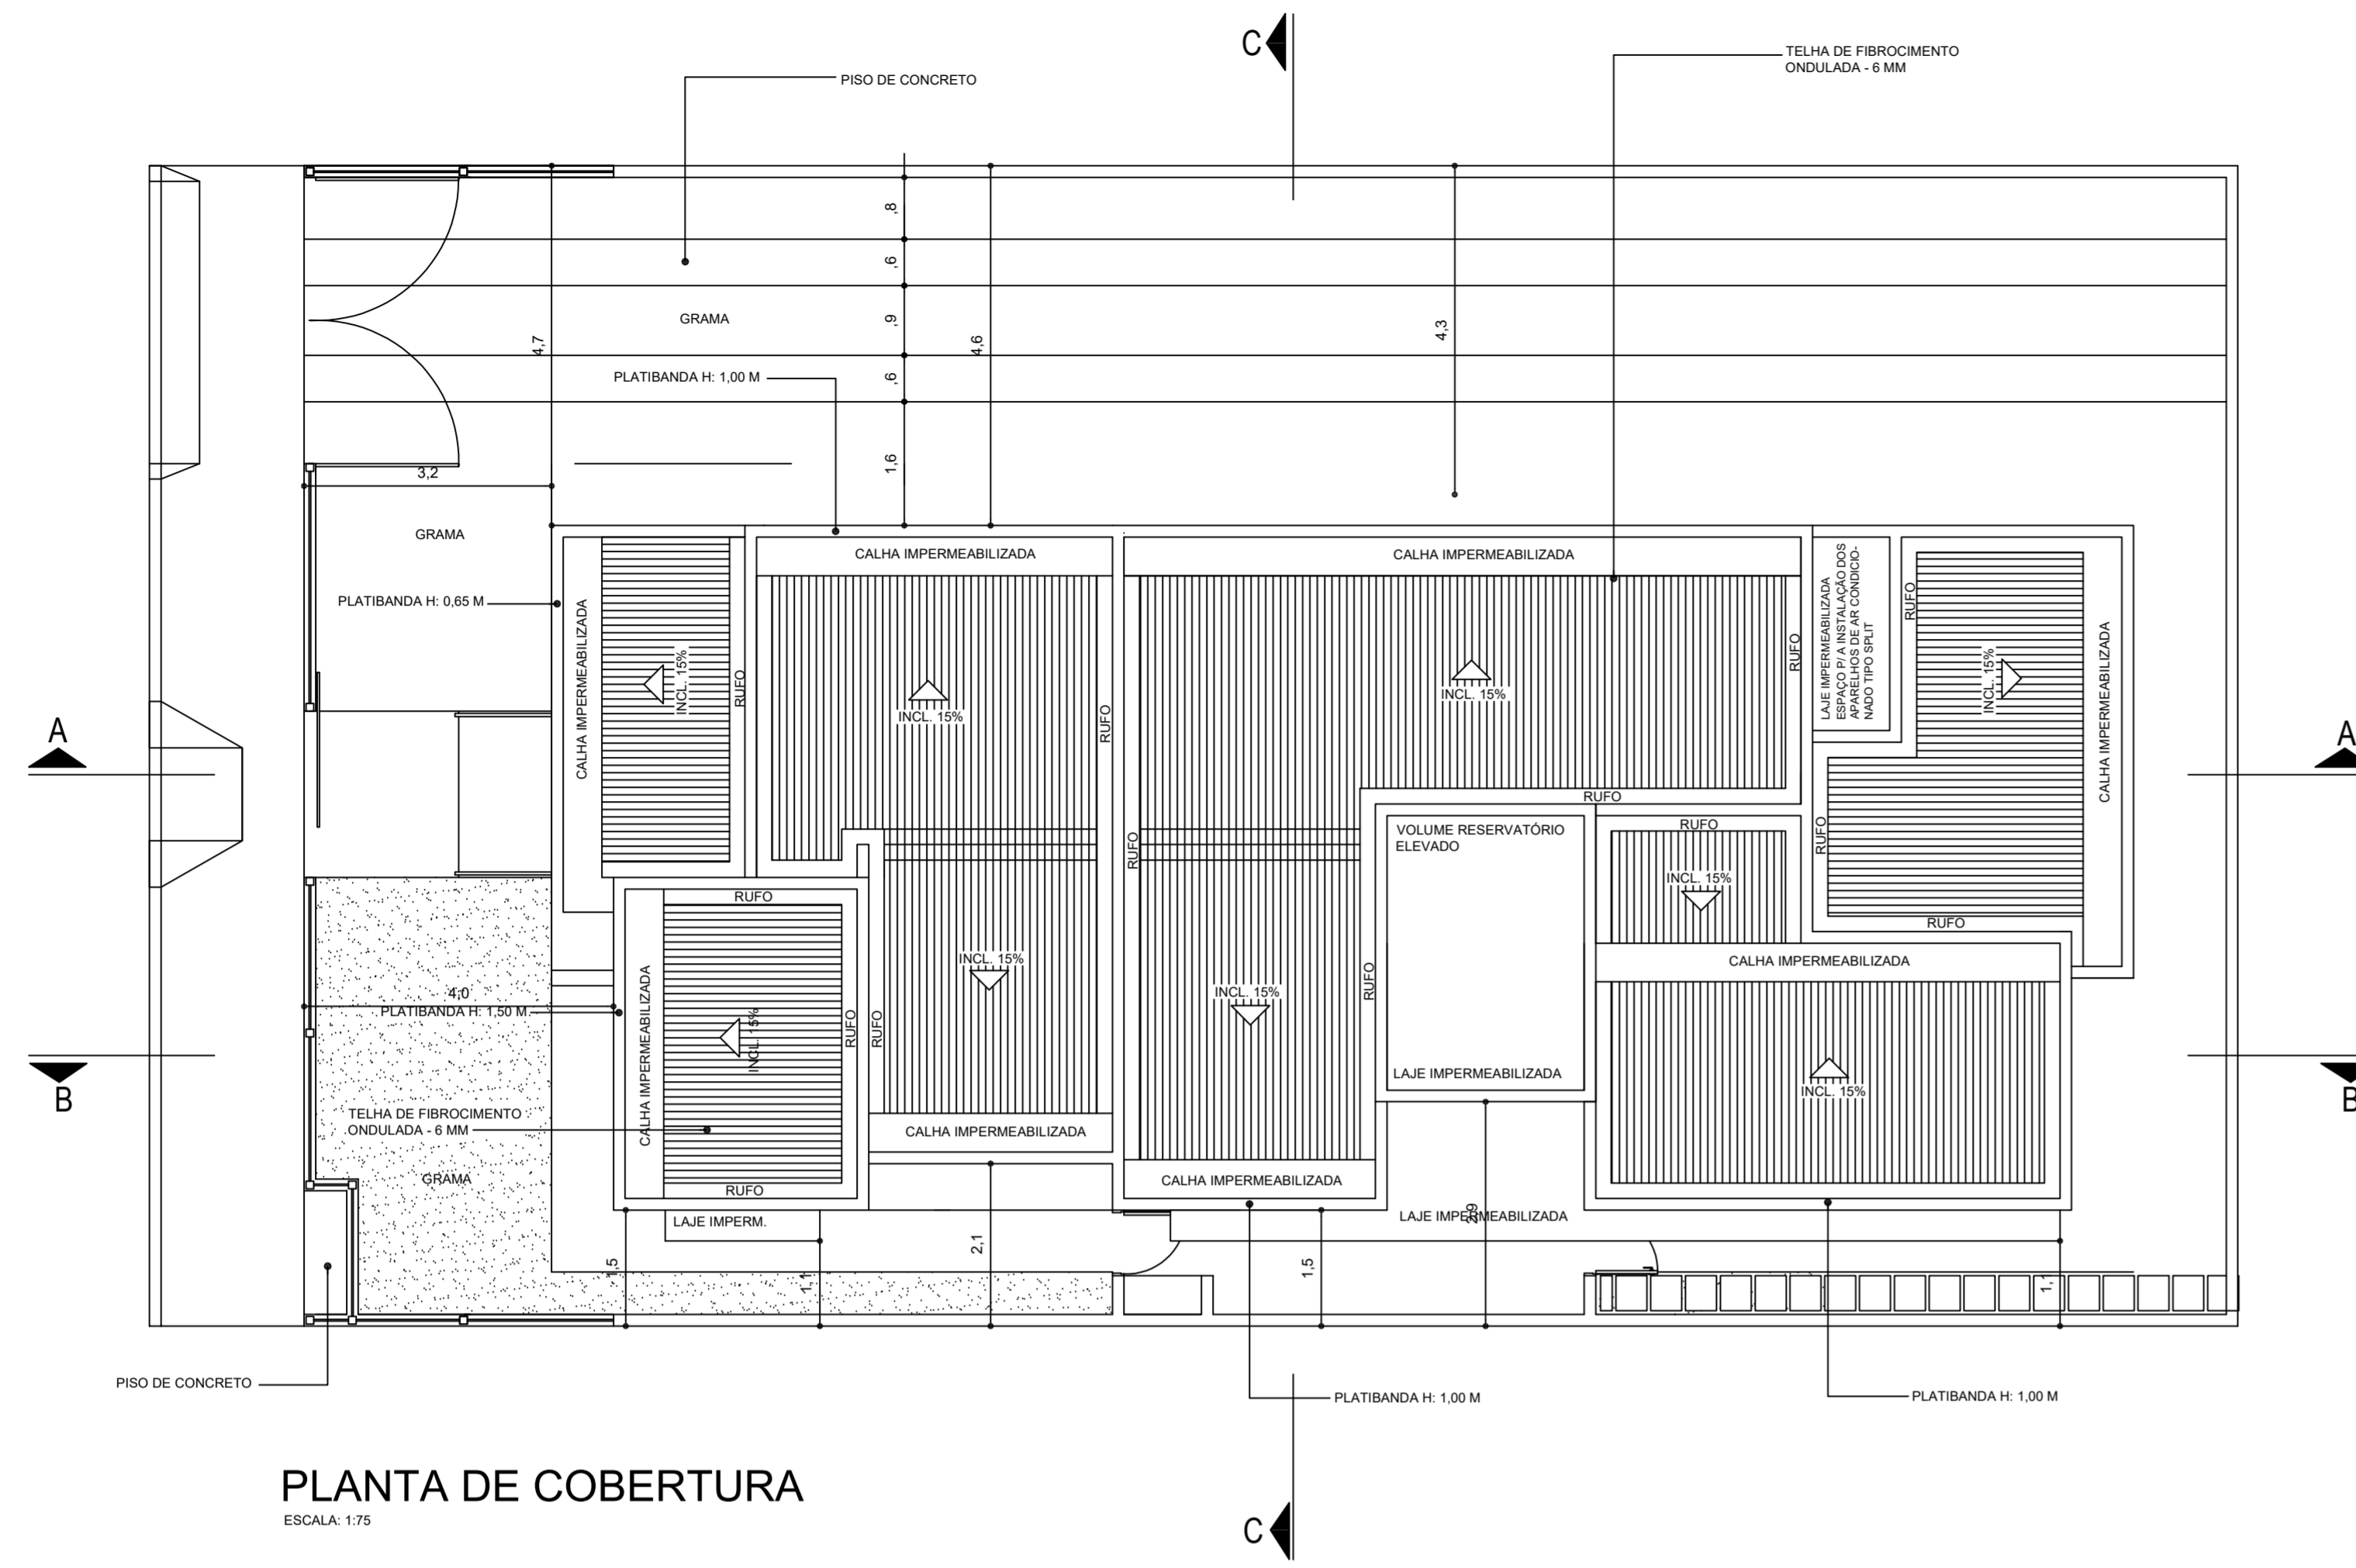 C
TELHA DE FIBROCIMENTO
ONDULADA - 6 MM
PISO DE CONCRETO
,8
,6
GRAMA
,9
4,7
4,6
4,3
PLATIBANDA H: 1,00 M
,6
1,6
3,2
GRAMA
CALHA IMPERMEABILIZADA
CALHA IMPERMEABILIZADA
LAJE IMPERMEABILIZADA
ESPAÇO P/ A INSTALAÇÃO DOS
APARELHOS DE AR CONDICIO-
NADO TIPO SPLIT
RUFO
PLATIBANDA H: 0,65 M
CALHA IMPERMEABILIZADA
INCL. 15%
RUFO
INCL. 15%
RUFO
INCL. 15%
RUFO
INCL. 15%
CALHA IMPERMEABILIZADA
A
A
RUFO
VOLUME RESERVATÓRIO
ELEVADO
RUFO
RUFO
RUFO
INCL. 15%
RUFO
RUFO
CALHA IMPERMEABILIZADA
INCL. 15%
INCL. 15%
RUFO
4,0
PLATIBANDA H: 1,50 M
CALHA IMPERMEABILIZADA
INCL. 15%
RUFO
RUFO
LAJE IMPERMEABILIZADA
INCL. 15%
B
B
TELHA DE FIBROCIMENTO
ONDULADA - 6 MM
CALHA IMPERMEABILIZADA
GRAMA
RUFO
CALHA IMPERMEABILIZADA
LAJE IMPERM.
LAJE IMPERMEABILIZADA
2,9
1,5
1,1
2,1
1,5
1,1
PISO DE CONCRETO
PLATIBANDA H: 1,00 M
PLATIBANDA H: 1,00 M
PLANTA DE COBERTURA
ESCALA: 1:75
C